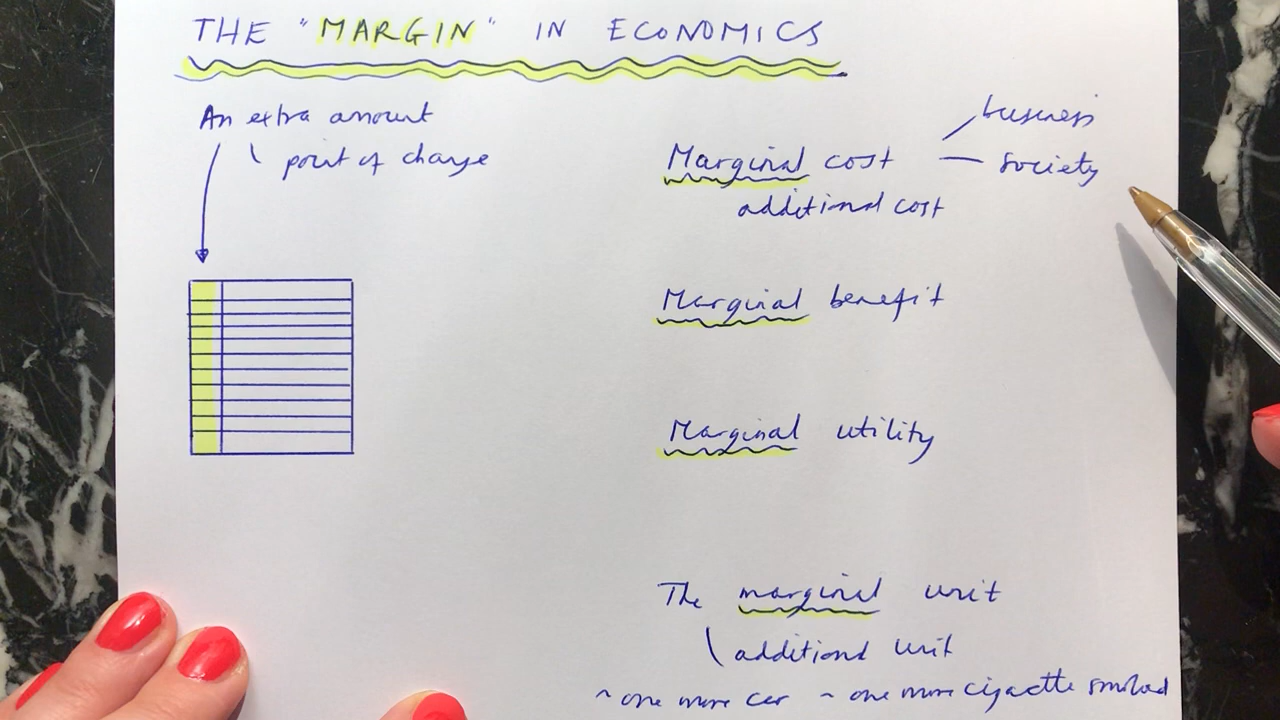 THE "MARGIN" IN ECONOMICS
An extra amount
point of change
Marginal cost
business
society
additional cost
Marginal benefit
Marginal utility
The marginal unit
additional unit
~ one more car ~ one more cigarette smoked